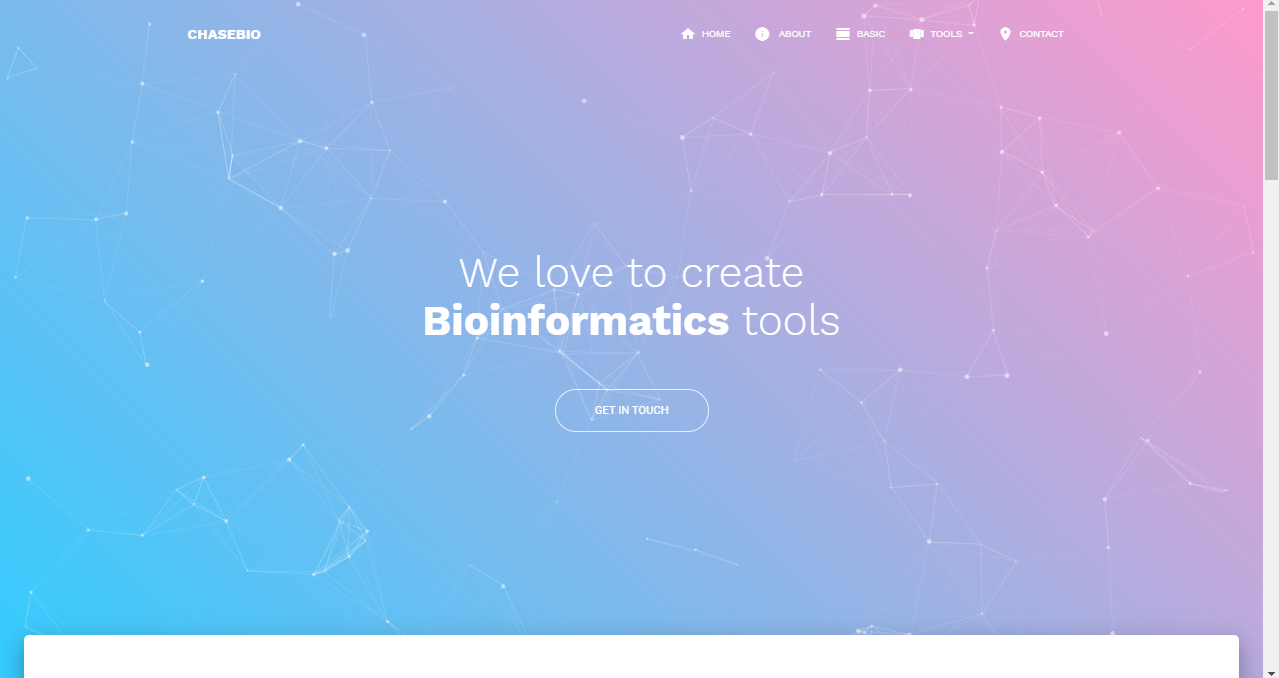 CHASEBIO
HOME ABOUT BASIC TOOLS CONTACT
We love to create
Bioinformatics tools
GET IN TOUCH